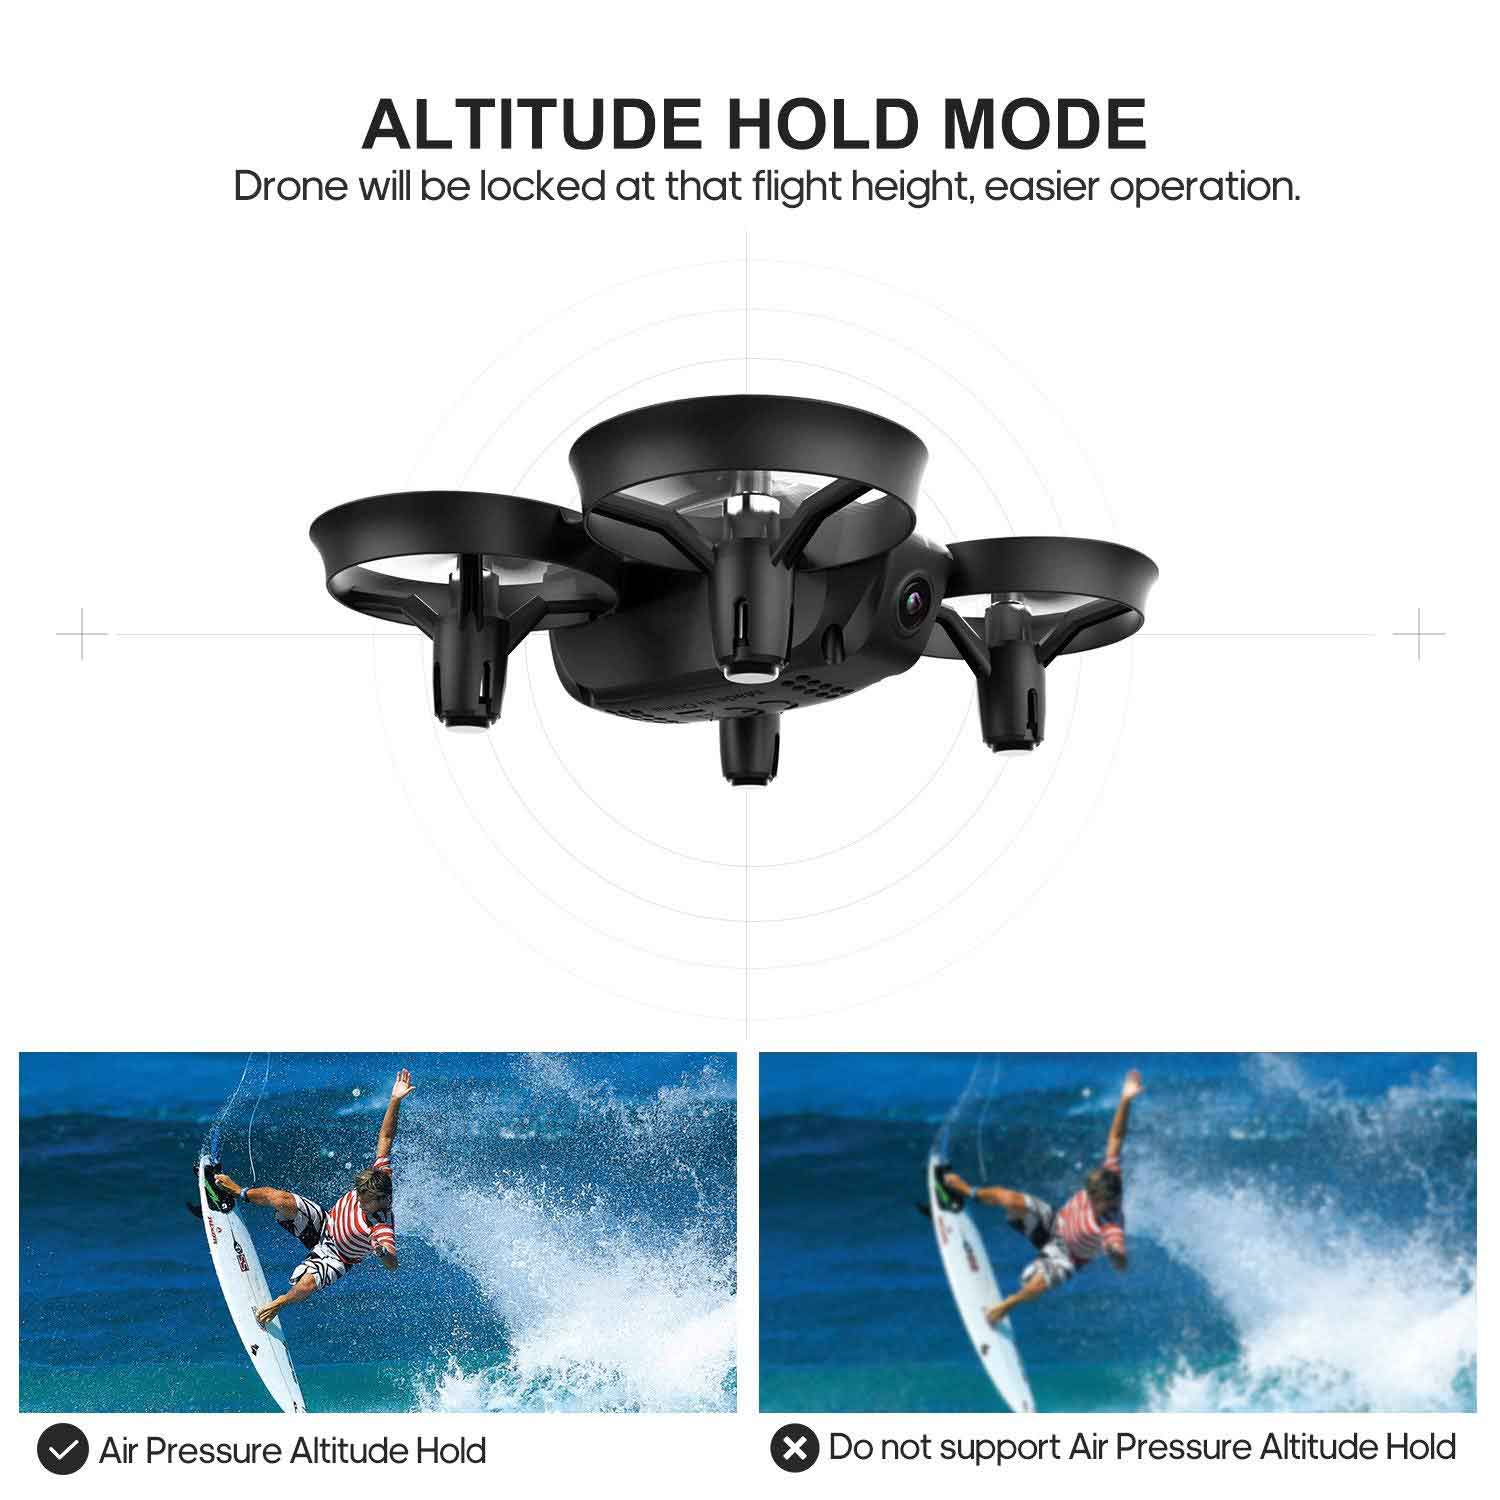 ALTITUDE HOLD MODE
Drone will be locked at that flight height, easier operation.
Air Pressure Altitude Hold
Do not support Air Pressure Altitude Hold